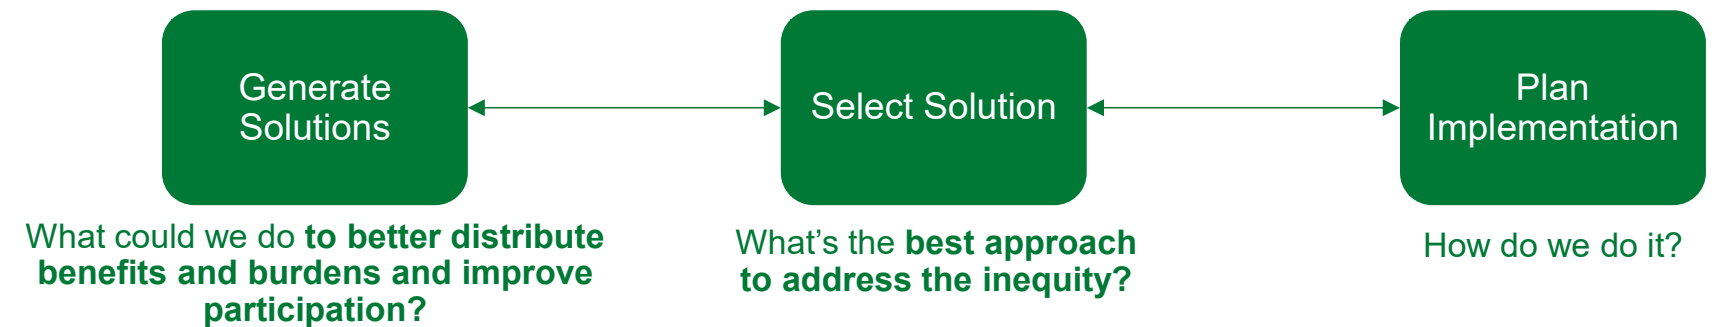 Generate
Solutions
Select Solution
Plan
Implementation
What could we do to better distribute
benefits and burdens and improve
participation?
What’s the best approach
to address the inequity?
How do we do it?